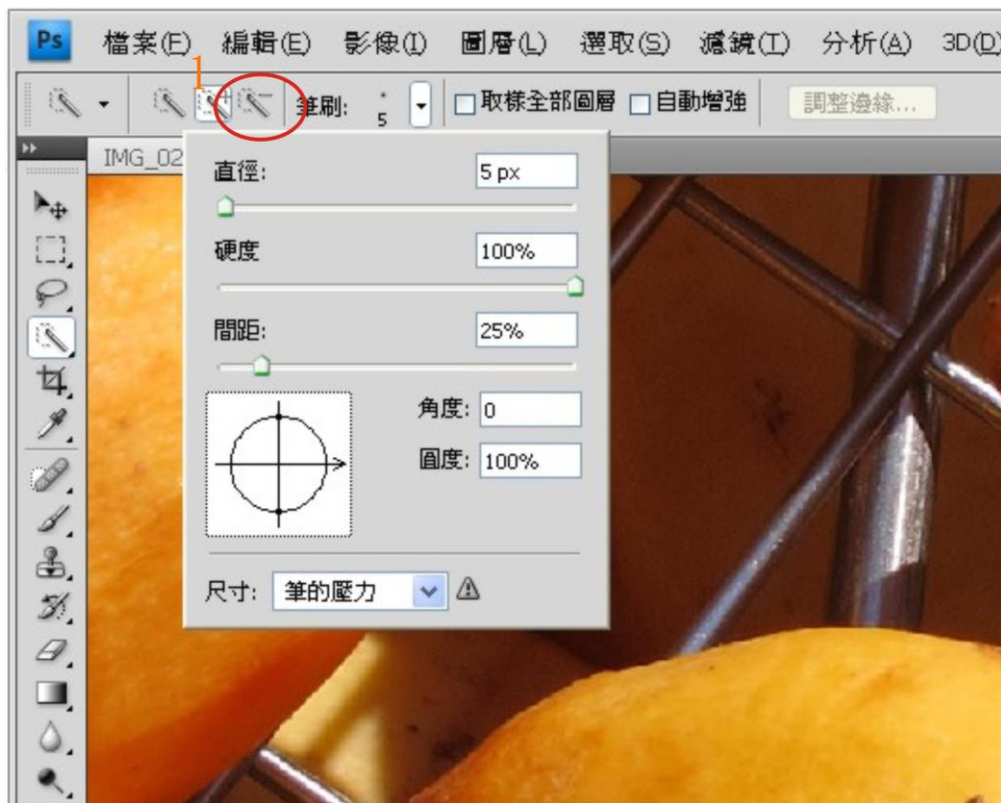 Ps 檔案(F) 編輯(E) 影像(I) 圖層(L) 選取(S) 濾鏡(T) 分析(A) 3D(D)
1
筆刷: 5 取樣全部圖層 自動增強 調整邊緣...
IMG_02
直徑: 5 px
硬度 100%
間距: 25%
角度: 0
圓度: 100%
尺寸: 筆的壓力